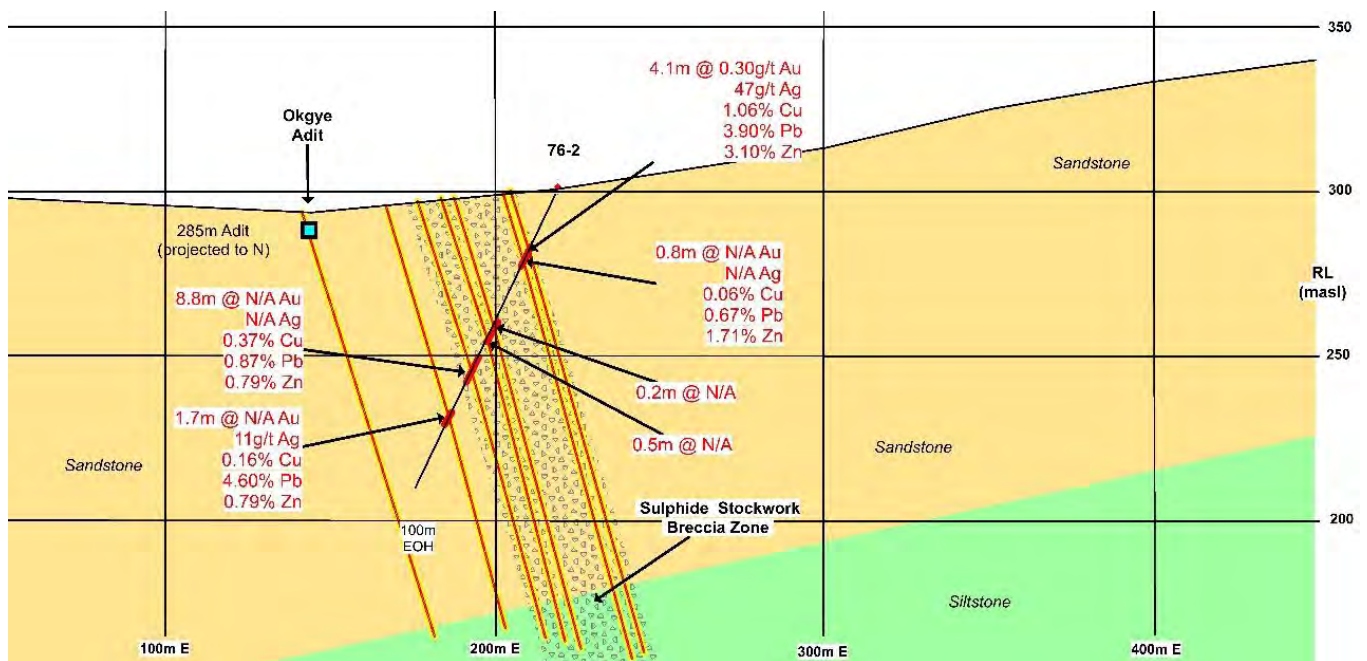 350
4.1m @ 0.30g/t Au
47g/t Ag
1.06% Cu
3.90% Pb
3.10% Zn
Okgye
Adit
76-2
Sandstone
300
285m Adit
(projected to N)
0.8m @ N/A Au
N/A Ag
0.06% Cu
0.67% Pb
1.71% Zn
RL
(masl)
8.8m @ N/A Au
N/A Ag
0.37% Cu
0.87% Pb
0.79% Zn
250
0.2m @ N/A
0.5m @ N/A
1.7m @ N/A Au
11g/t Ag
0.16% Cu
4.60% Pb
0.79% Zn
Sandstone
Sandstone
100m
EOH
Sulphide Stockwork
Breccia Zone
200
Siltstone
100m E
200m E
300m E
400m E